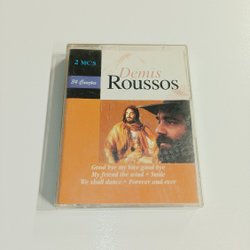 2 MC'S
24 Complete
Demis
Roussos
Good bye my love good bye
My friend the wind • Smile
We shall dance • Forever and ever